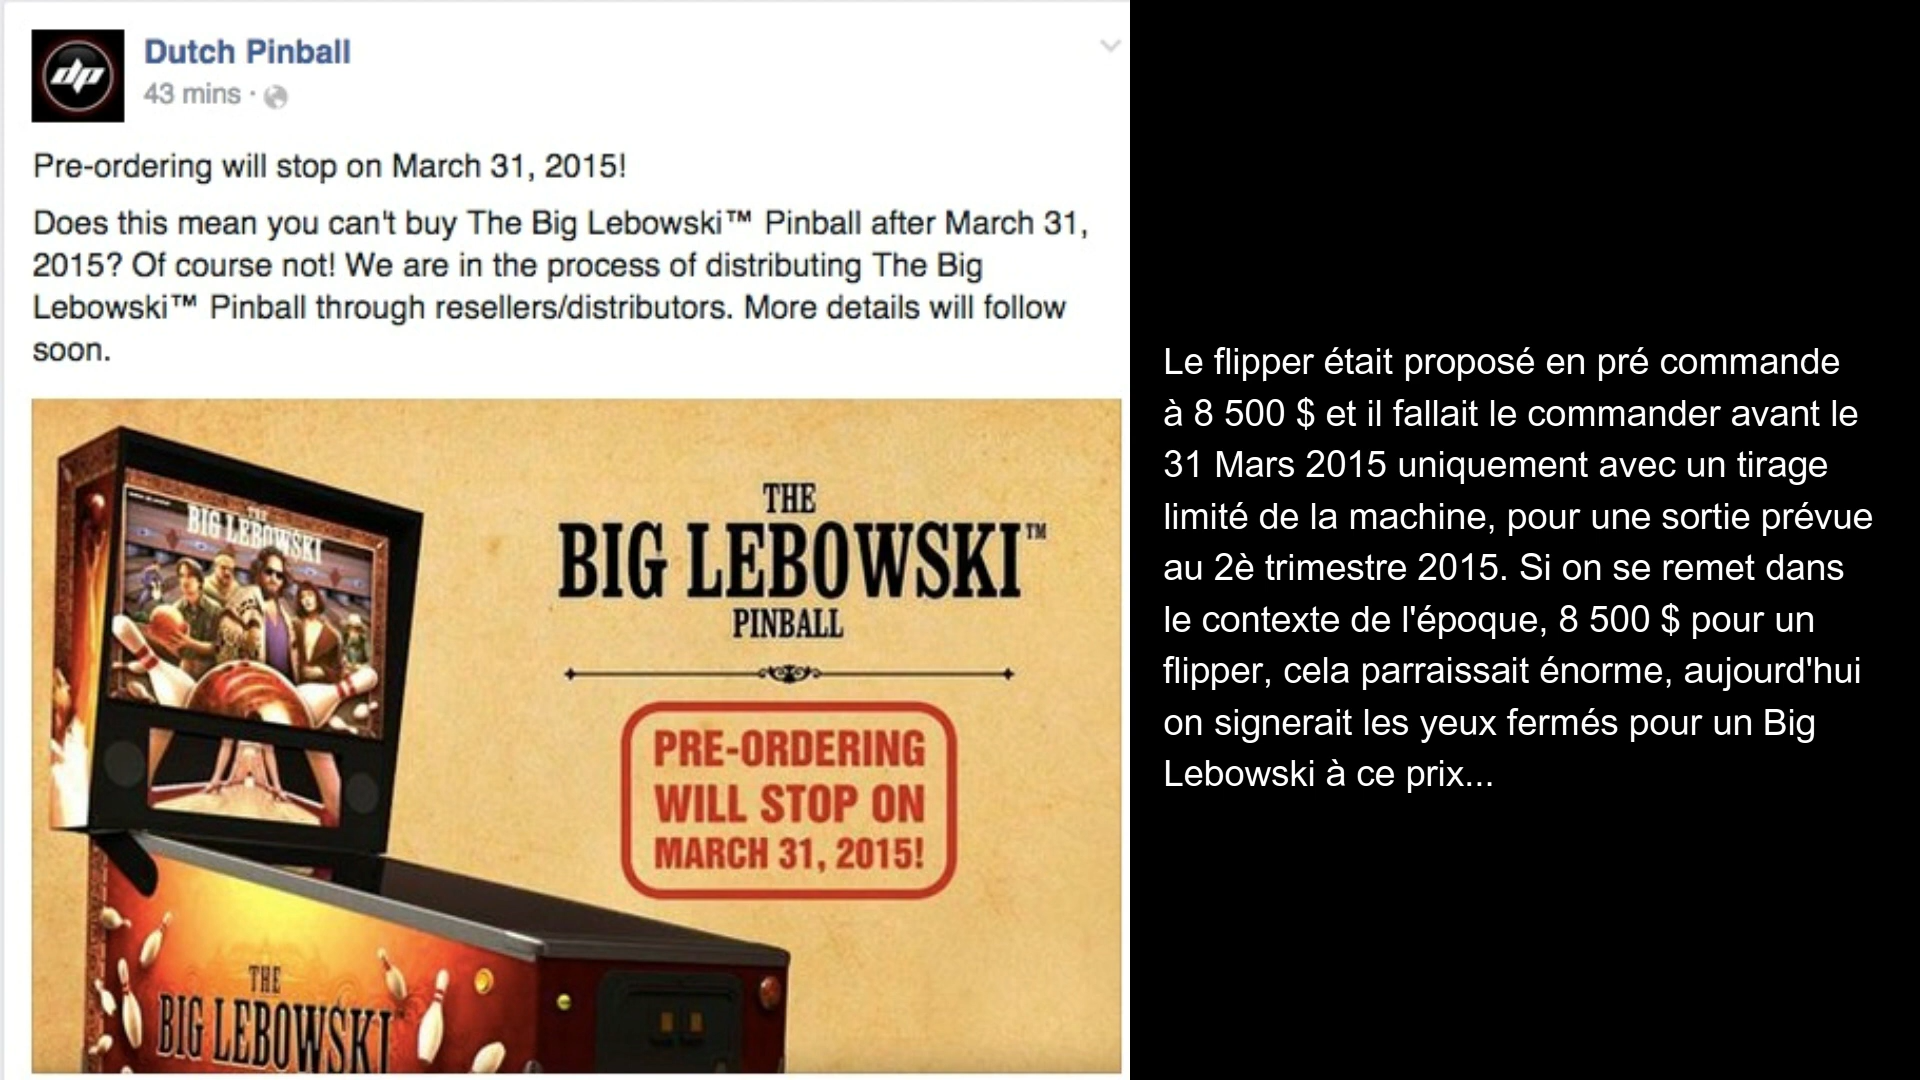 dp
Dutch Pinball
43 mins ·
Pre-ordering will stop on March 31, 2015!
Does this mean you can't buy The Big Lebowski™ Pinball after March 31,
2015? Of course not! We are in the process of distributing The Big
Lebowski™ Pinball through resellers/distributors. More details will follow
soon.
THE
BIG LEBOWSKI
THE
BIG LEBOWSKI™
PINBALL
PRE-ORDERING
WILL STOP ON
MARCH 31, 2015!
THE
BIG LEBOWSKI
Le flipper était proposé en pré commande
à 8 500 $ et il fallait le commander avant le
31 Mars 2015 uniquement avec un tirage
limité de la machine, pour une sortie prévue
au 2è trimestre 2015. Si on se remet dans
le contexte de l'époque, 8 500 $ pour un
flipper, cela parraissait énorme, aujourd'hui
on signerait les yeux fermés pour un Big
Lebowski à ce prix...